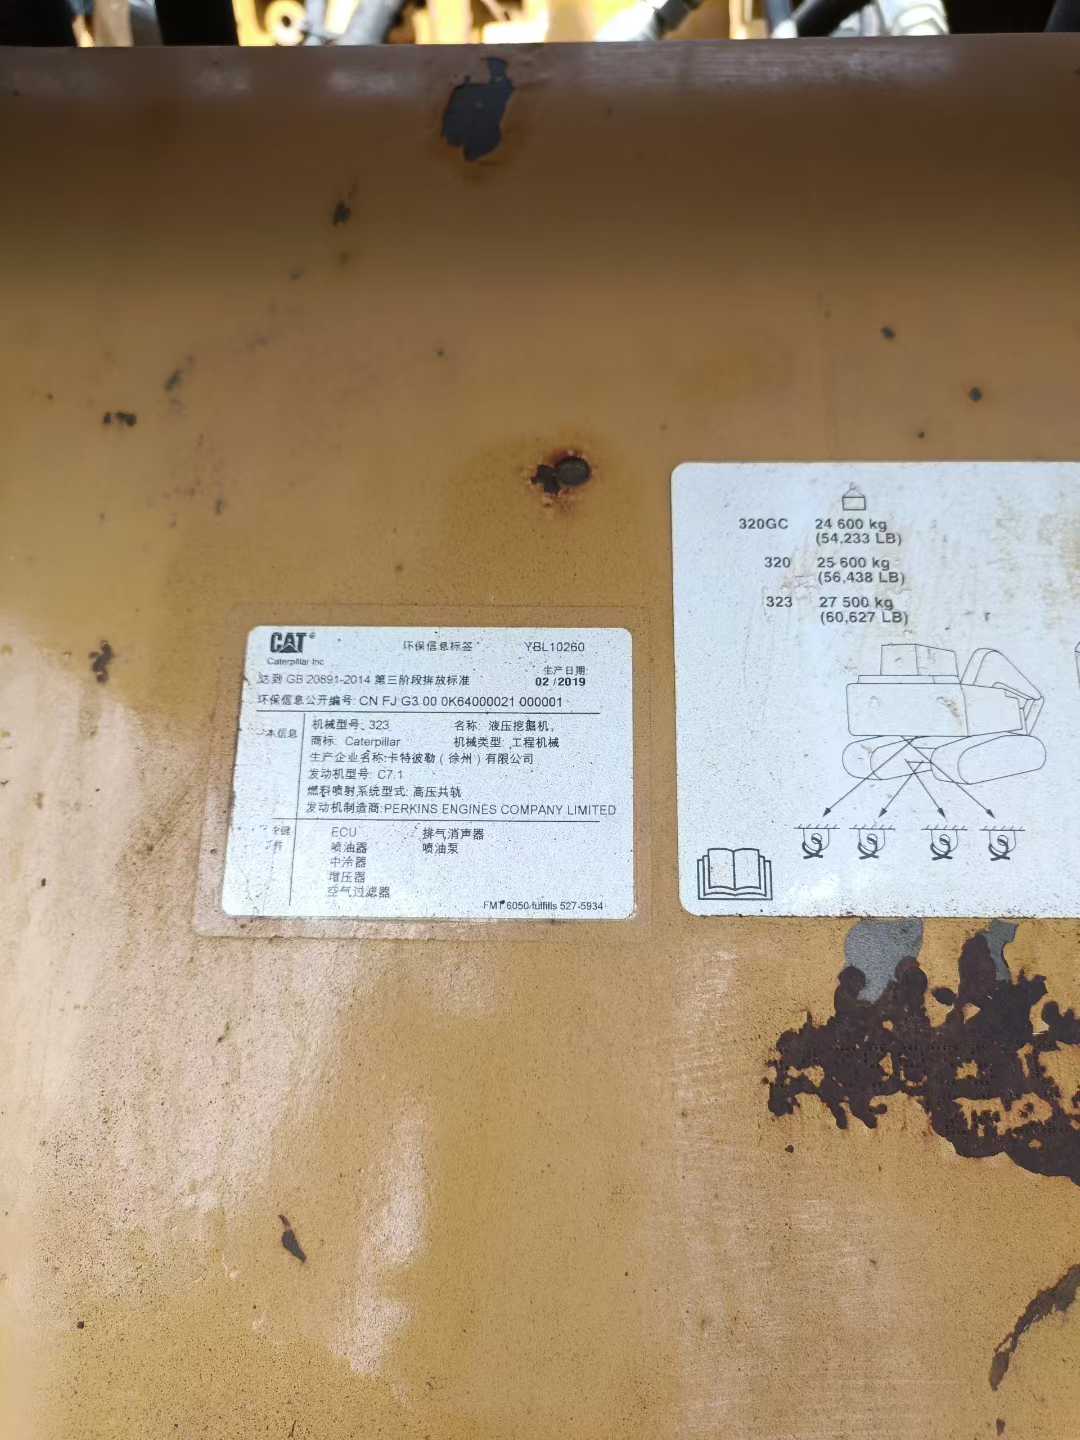 320GC 24 600 kg
(54,233 LB)
320 25 600 kg
(56,438 LB)
323 27 500 kg
(60,627 LB)
CAT® 环保信息标签 YBL10260
Caterpillar Inc
达到 GB 20891-2014 第三阶段排放标准 生产日期:
02 /2019
环保信息公开编号: CN FJ G3 00 0K64000021 000001
本信息
机械型号: 323 名称: 液压挖掘机
商标: Caterpillar 机械类型: 工程机械
生产企业名称:卡特彼勒（徐州）有限公司
发动机型号: C7.1
燃料喷射系统型式: 高压共轨
发动机制造商:PERKINS ENGINES COMPANY LIMITED
ECU 排气消声器
喷油器 喷油泵
中冷器
增压器
空气过滤器
FMT 6050 fulfills 527-5934